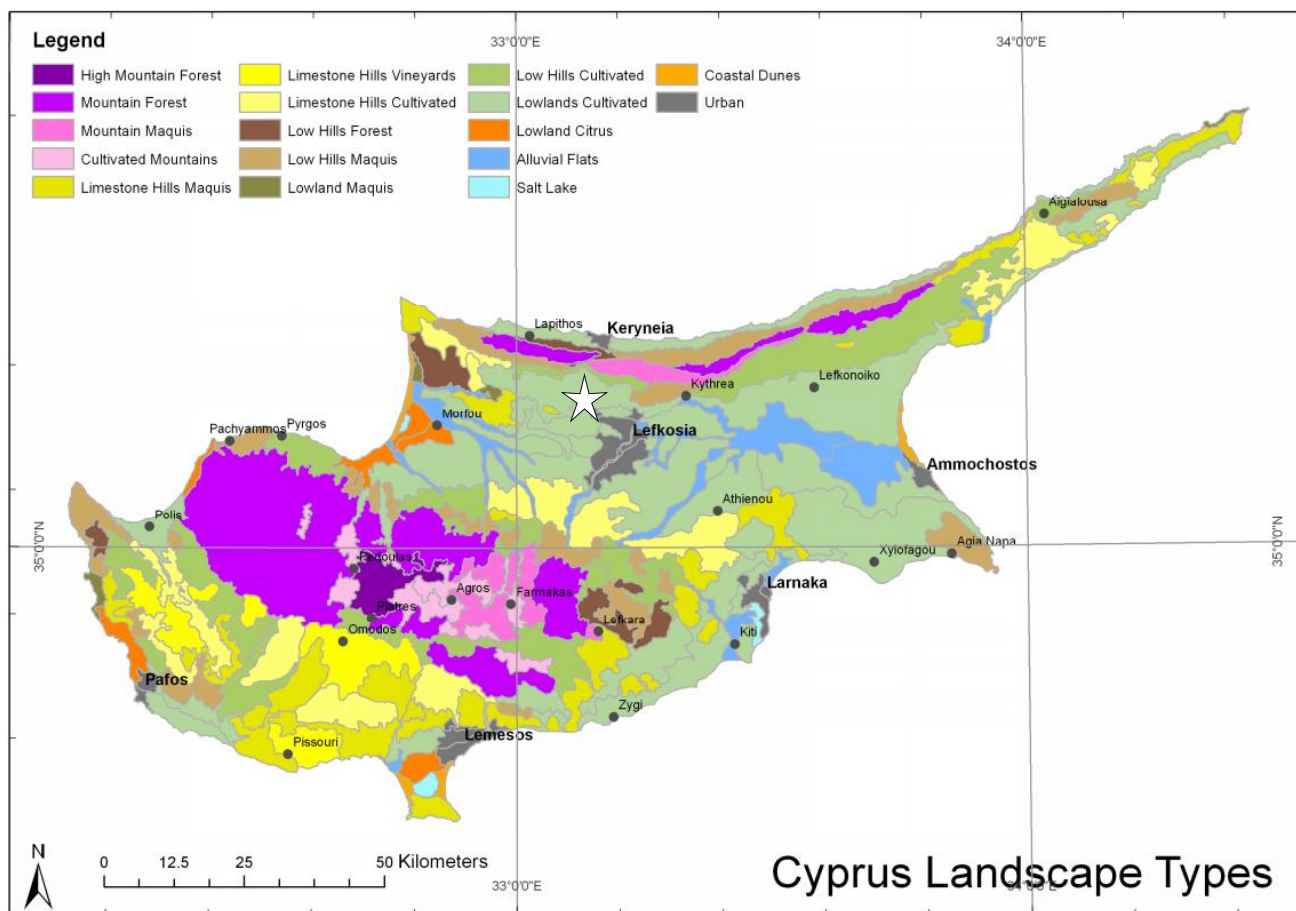 Legend
High Mountain Forest
Mountain Forest
Mountain Maquis
Cultivated Mountains
Limestone Hills Maquis
Limestone Hills Vineyards
Limestone Hills Cultivated
Low Hills Forest
Low Hills Maquis
Lowland Maquis
Low Hills Cultivated
Lowlands Cultivated
Lowland Citrus
Alluvial Flats
Salt Lake
Coastal Dunes
Urban
33°0'0"E
34°0'0"E
Aigialousa
Lapithos
Keryneia
Kythrea
Lefkonoiko
Morfou
Lefkosia
Pachyammos
Pyrgos
Ammochostos
Polis
Athienou
35°0'0"N
Xylofagou
Agia Napa
35°0'0"N
Pedoulas
Larnaka
Agros
Farmakas
Platres
Lefkara
Omodos
Kiti
Pafos
Zygi
Lemesos
Pissouri
N
0 12.5 25 50 Kilometers
33°0'0"E
34°0'0"E
Cyprus Landscape Types